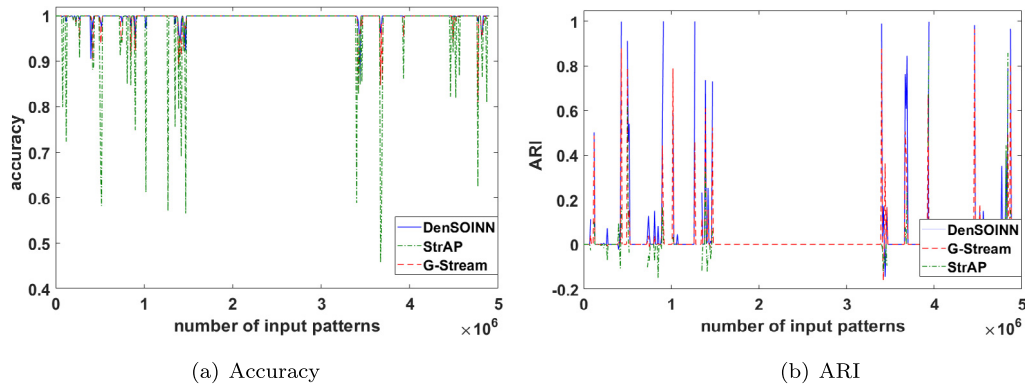 1
0.9
0.8
0.7
0.6
0.5
0.4
accuracy
0 1 2 3 4 5
×10^6
number of input patterns
DenSOINN
StrAP
G-Stream
(a) Accuracy
1
0.8
0.6
0.4
0.2
0
-0.2
ARI
0 1 2 3 4 5
×10^6
number of input patterns
DenSOINN
G-Stream
StrAP
(b) ARI